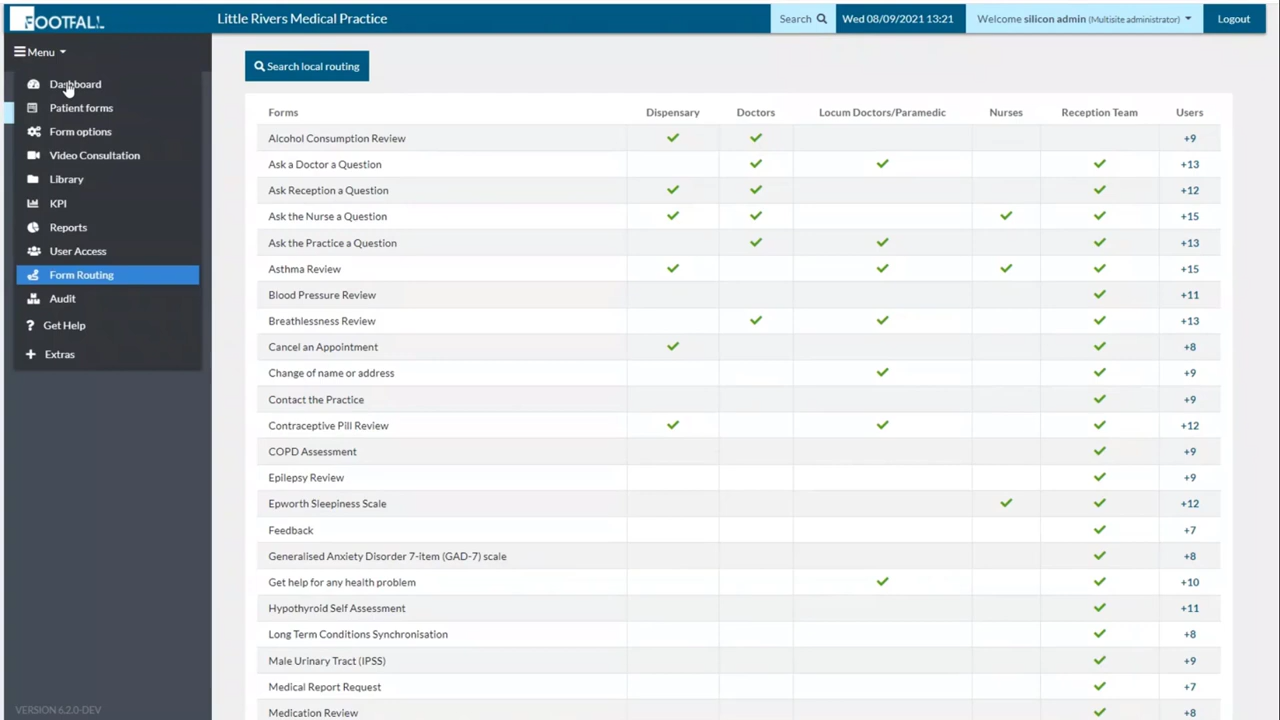 FOOTFALL
Little Rivers Medical Practice
Search
Wed 08/09/2021 13:21
Welcome silicon admin (Multisite administrator)
Logout
Menu
Dashboard
Patient forms
Form options
Video Consultation
Library
KPI
Reports
User Access
Form Routing
Audit
Get Help
Extras
VERSION 6.2.0-DEV
Search local routing
Forms Dispensary Doctors Locum Doctors/Paramedic Nurses Reception Team Users
Alcohol Consumption Review +9
Ask a Doctor a Question +13
Ask Reception a Question +12
Ask the Nurse a Question +15
Ask the Practice a Question +13
Asthma Review +15
Blood Pressure Review +11
Breathlessness Review +13
Cancel an Appointment +8
Change of name or address +9
Contact the Practice +9
Contraceptive Pill Review +12
COPD Assessment +9
Epilepsy Review +9
Epworth Sleepiness Scale +12
Feedback +7
Generalised Anxiety Disorder 7-item (GAD-7) scale +8
Get help for any health problem +10
Hypothyroid Self Assessment +11
Long Term Conditions Synchronisation +8
Male Urinary Tract (IPSS) +9
Medical Report Request +7
Medication Review +8